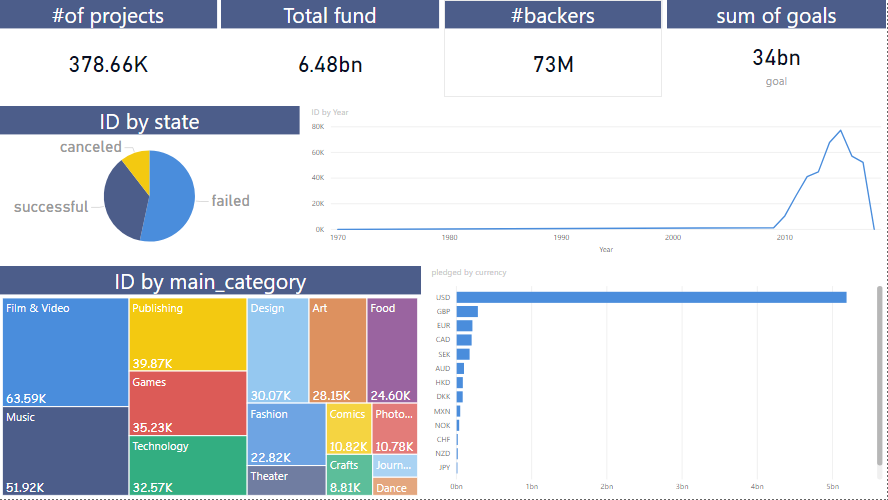 #of projects
Total fund
#backers
sum of goals
378.66K
6.48bn
73M
34bn
goal
ID by state
canceled
successful
failed
ID by Year
80K
60K
40K
20K
0K
1970
1980
1990
2000
2010
Year
ID by main_category
Film & Video
63.59K
Music
51.92K
Publishing
39.87K
Games
35.23K
Technology
32.57K
Design
30.07K
Art
28.15K
Food
24.60K
Fashion
22.82K
Theater
Comics
10.82K
Photo...
10.78K
Crafts
8.81K
Journ...
Dance
pledged by currency
USD
GBP
EUR
CAD
SEK
AUD
HKD
DKK
MXN
NOK
CHF
NZD
JPY
0bn
1bn
2bn
3bn
4bn
5bn